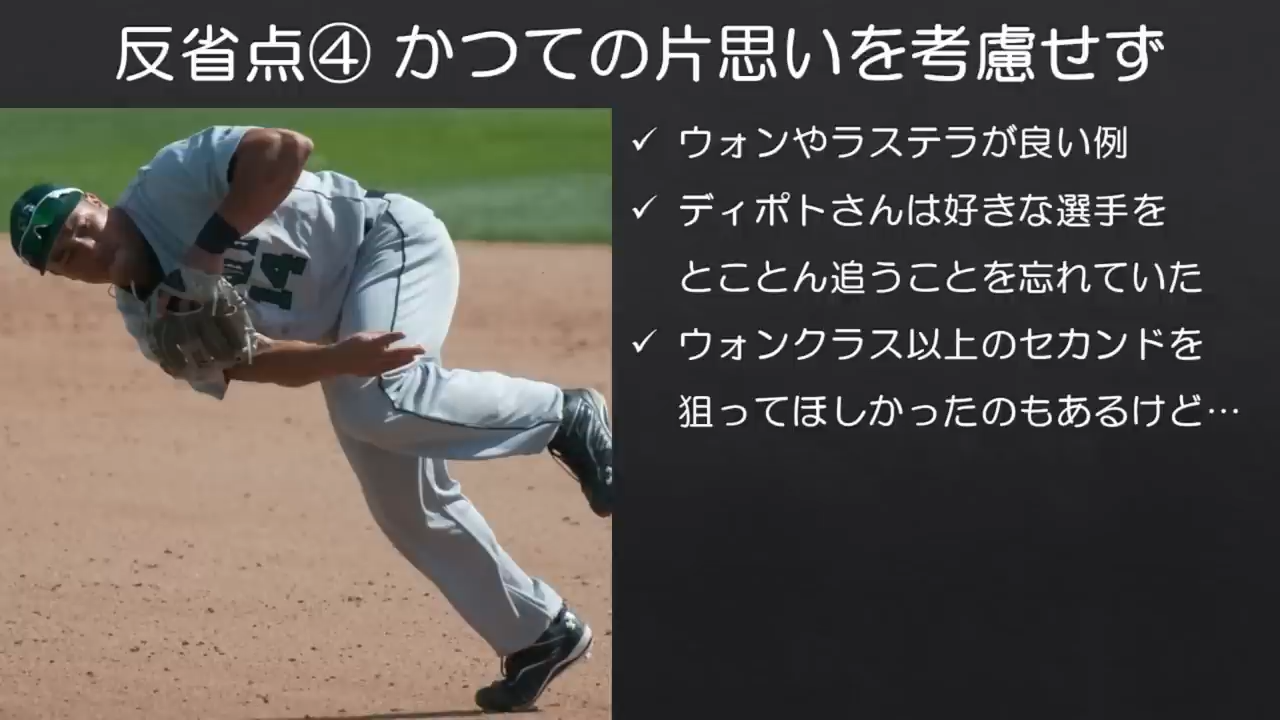 反省点④ かつての片思いを考慮せず
✓ ウォンやラステラが良い例
✓ ディポトさんは好きな選手を
とことん追うことを忘れていた
✓ ウォンクラス以上のセカンドを
狙ってほしかったのもあるけど…
14